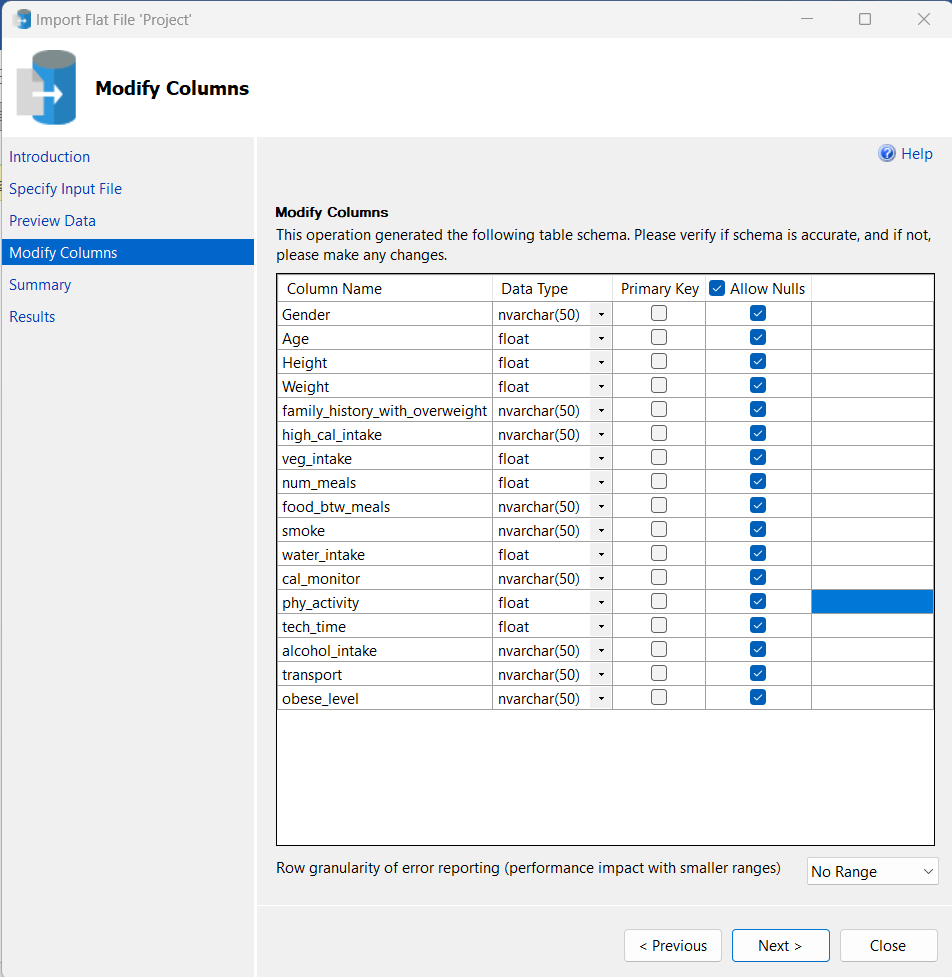 Import Flat File 'Project'
Modify Columns
Introduction
Specify Input File
Preview Data
Modify Columns
Summary
Results
Help
Modify Columns
This operation generated the following table schema. Please verify if schema is accurate, and if not,
please make any changes.
Column Name Data Type Primary Key Allow Nulls
Gender nvarchar(50)
Age float
Height float
Weight float
family_history_with_overweight nvarchar(50)
high_cal_intake nvarchar(50)
veg_intake float
num_meals float
food_btw_meals nvarchar(50)
smoke nvarchar(50)
water_intake float
cal_monitor nvarchar(50)
phy_activity float
tech_time float
alcohol_intake nvarchar(50)
transport nvarchar(50)
obese_level nvarchar(50)
Row granularity of error reporting (performance impact with smaller ranges) No Range
< Previous Next > Close